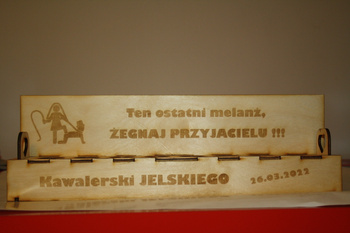 Ten ostatni melanż,
ŻEGNAJ PRZYJACIELU !!!
Kawalerski JELSKIEGO 26.03.2022